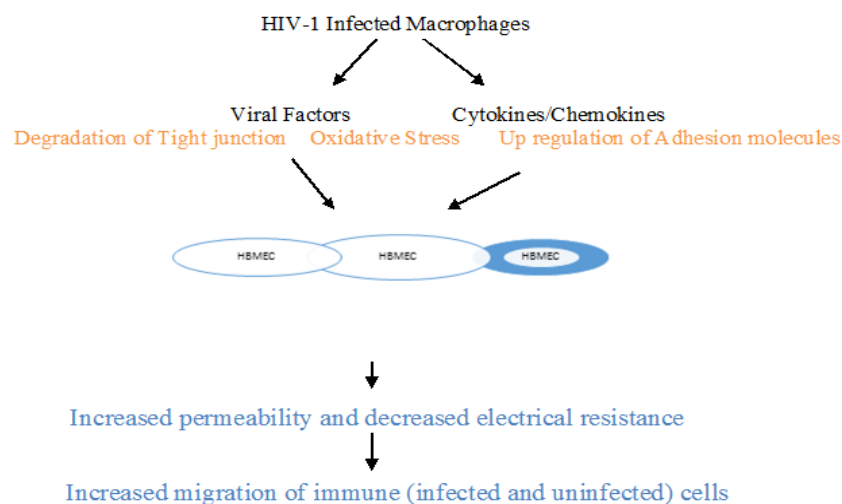 HIV-1 Infected Macrophages
Viral Factors Cytokines/Chemokines
Degradation of Tight junction Oxidative Stress Up regulation of Adhesion molecules
HBMEC HBMEC HBMEC
Increased permeability and decreased electrical resistance
Increased migration of immune (infected and uninfected) cells